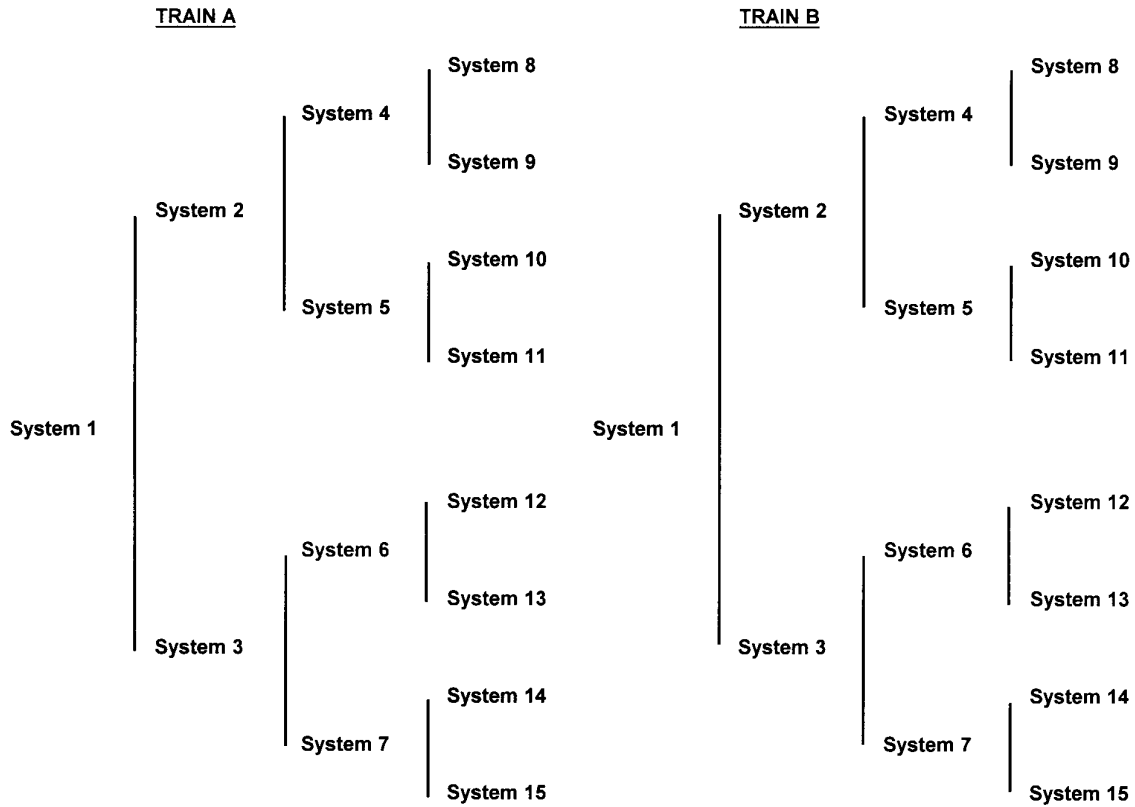 TRAIN A
System 8
System 4
System 9
System 2
System 10
System 5
System 11
System 1
System 12
System 6
System 13
System 3
System 14
System 7
System 15
TRAIN B
System 8
System 4
System 9
System 2
System 10
System 5
System 11
System 1
System 12
System 6
System 13
System 3
System 14
System 7
System 15